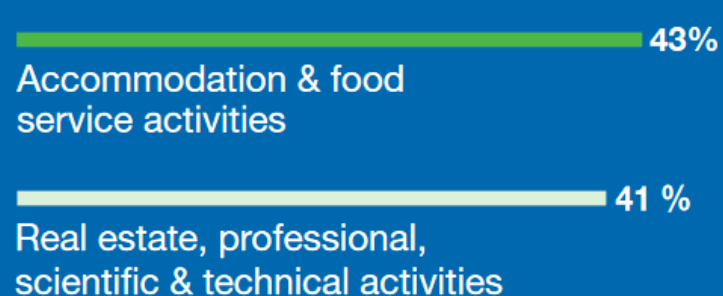 43%
Accommodation & food
service activities
41 %
Real estate, professional,
scientific & technical activities